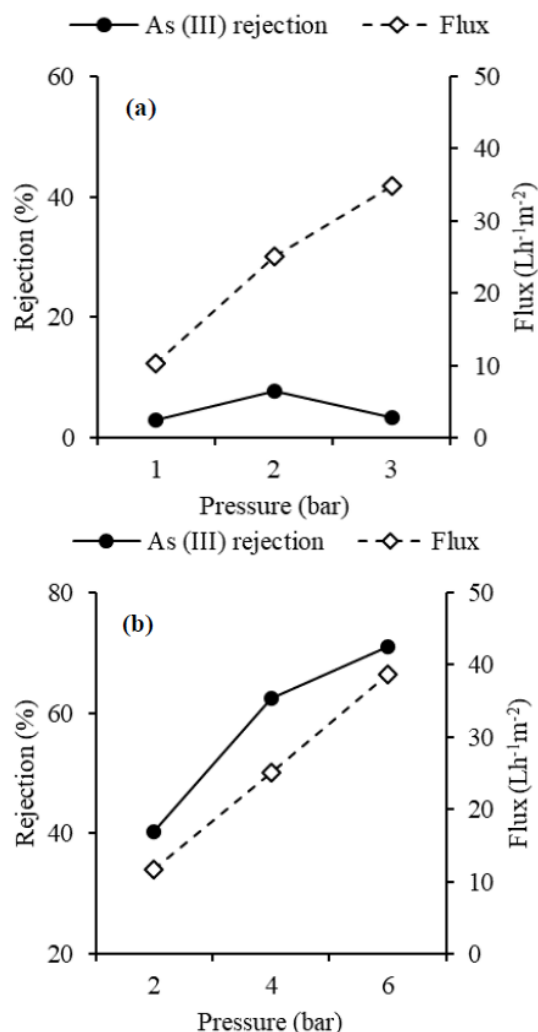 As (III) rejection Flux
(a)
60
40
20
0
Rejection (%)
50
40
30
20
10
0
Flux (Lh⁻¹m⁻²)
1 2 3
Pressure (bar)
As (III) rejection Flux
(b)
80
60
40
20
Rejection (%)
50
40
30
20
10
0
Flux (Lh⁻¹m⁻²)
2 4 6
Pressure (bar)